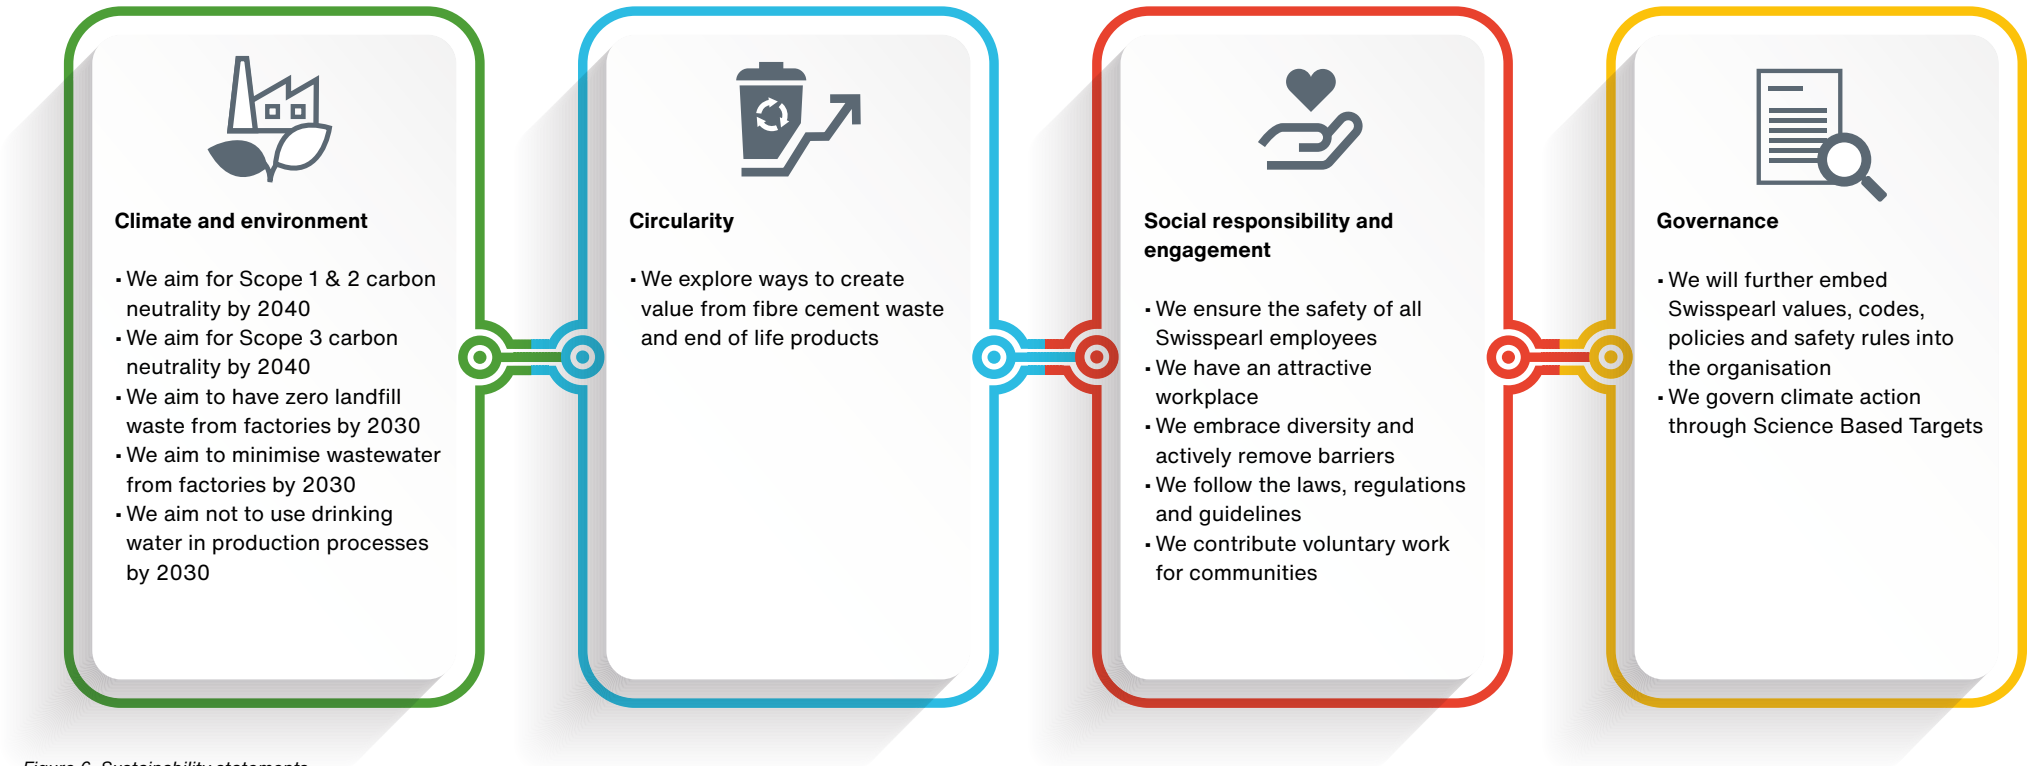 Climate and environment
▪ We aim for Scope 1 & 2 carbon
neutrality by 2040
▪ We aim for Scope 3 carbon
neutrality by 2040
▪ We aim to have zero landfill
waste from factories by 2030
▪ We aim to minimise wastewater
from factories by 2030
▪ We aim not to use drinking
water in production processes
by 2030
Circularity
▪ We explore ways to create
value from fibre cement waste
and end of life products
Social responsibility and
engagement
▪ We ensure the safety of all
Swisspearl employees
▪ We have an attractive
workplace
▪ We embrace diversity and
actively remove barriers
▪ We follow the laws, regulations
and guidelines
▪ We contribute voluntary work
for communities
Governance
▪ We will further embed
Swisspearl values, codes,
policies and safety rules into
the organisation
▪ We govern climate action
through Science Based Targets
Figure 6. Sustainability statements